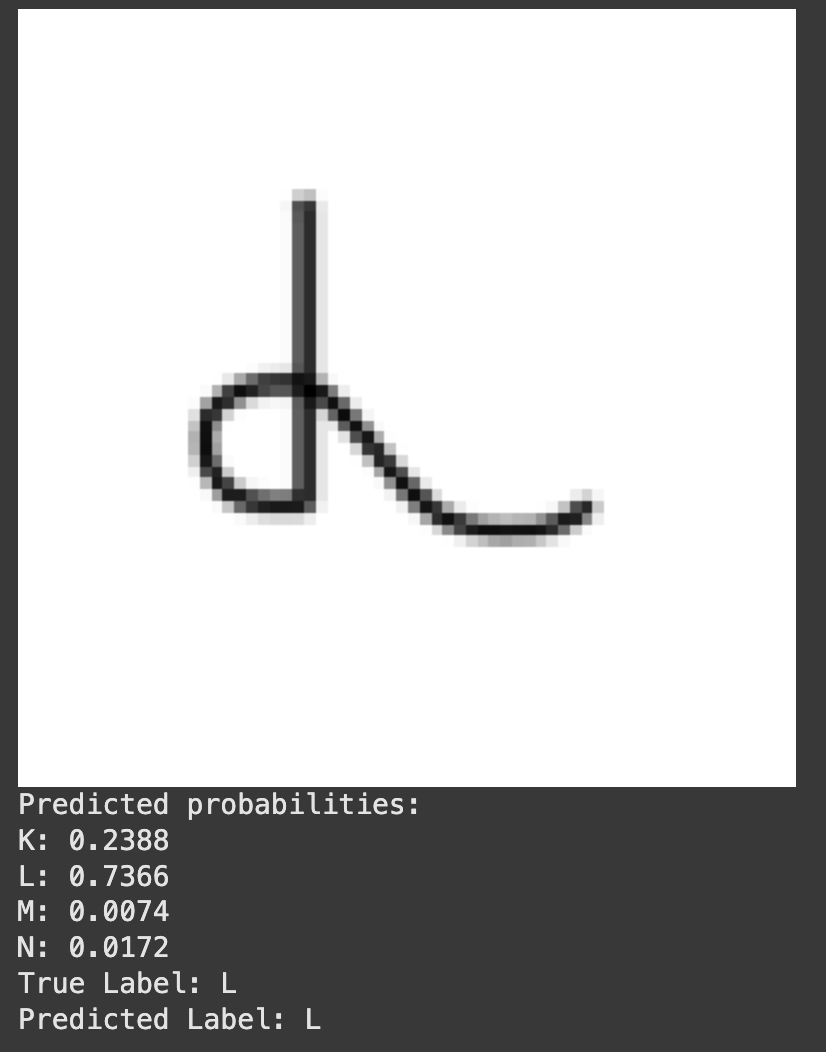 Predicted probabilities:
K: 0.2388
L: 0.7366
M: 0.0074
N: 0.0172
True Label: L
Predicted Label: L